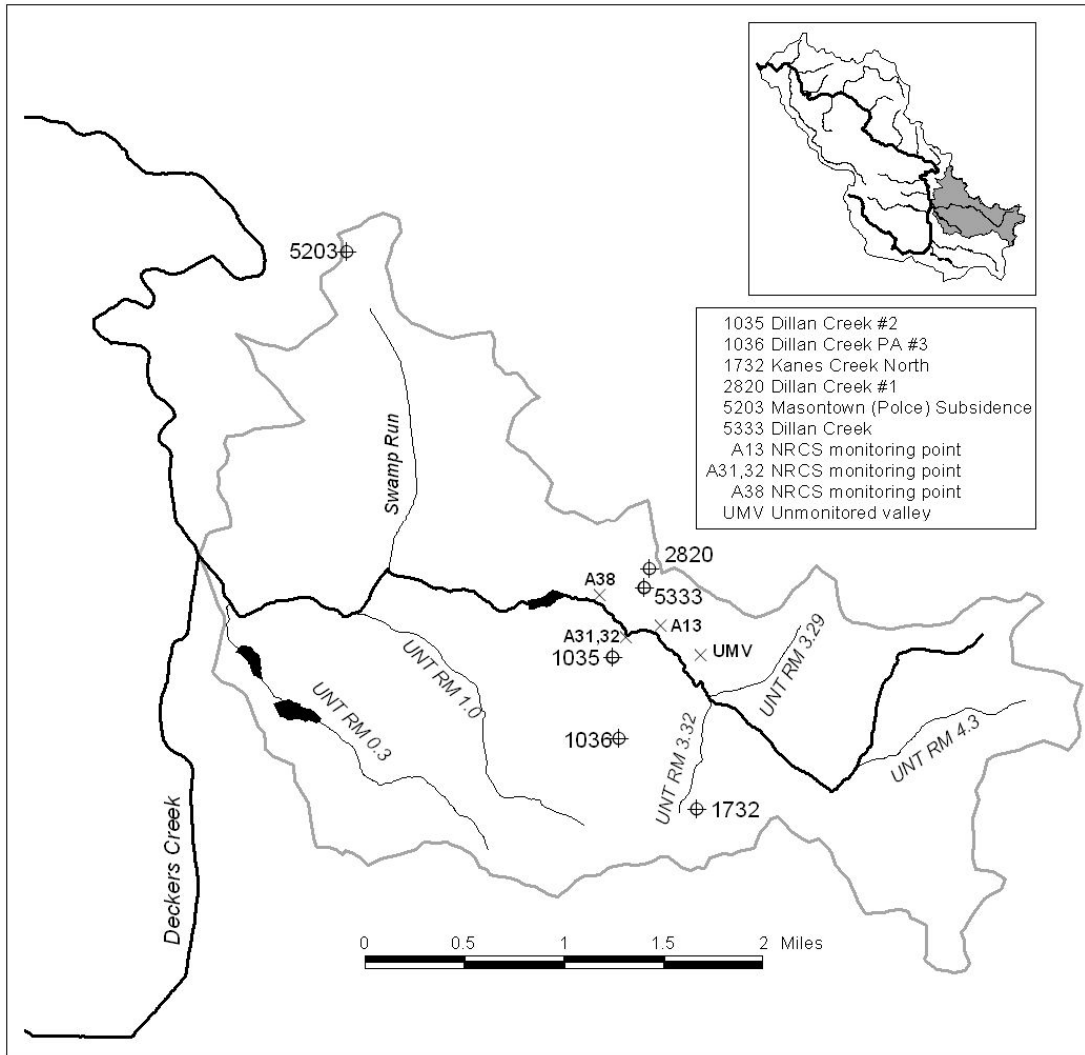 1035 Dillan Creek #2
1036 Dillan Creek PA #3
1732 Kanes Creek North
2820 Dillan Creek #1
5203 Masontown (Polce) Subsidence
5333 Dillan Creek
A13 NRCS monitoring point
A31,32 NRCS monitoring point
A38 NRCS monitoring point
UMV Unmonitored valley
5203
Swamp Run
2820
A38
5333
A13
A31,32
1035
UMV
UNT RM 3.29
UNT RM 1.0
UNT RM 0.3
1036
UNT RM 3.32
UNT RM 4.3
1732
Deckers Creek
0 0.5 1 1.5 2 Miles